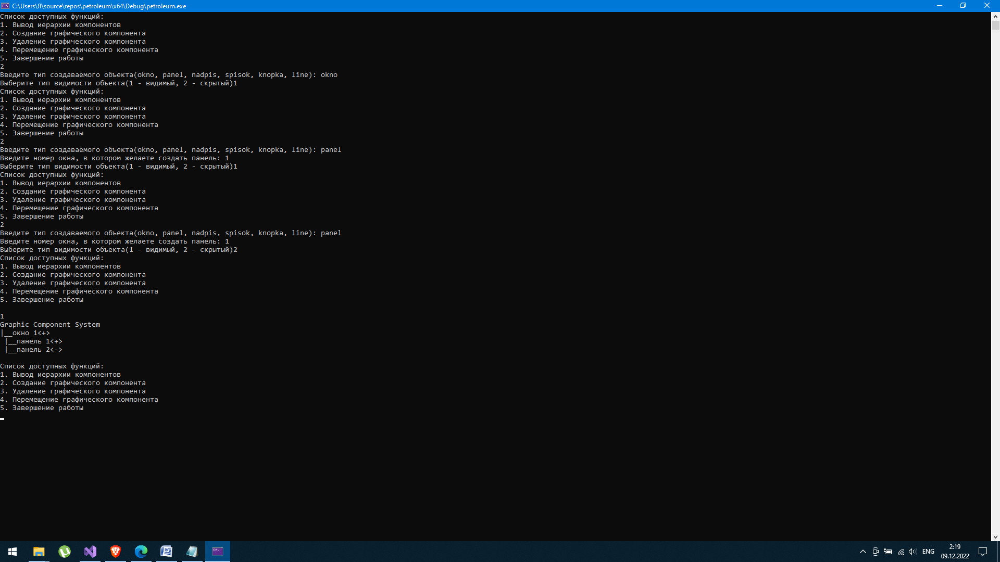 C:\Users\Я\source\repos\petroleum\x64\Debug\petroleum.exe
Список доступных функций:
1. Вывод иерархии компонентов
2. Создание графического компонента
3. Удаление графического компонента
4. Перемещение графического компонента
5. Завершение работы
2
Введите тип создаваемого объекта(okno, panel, nadpis, spisok, knopka, line): okno
Выберите тип видимости объекта(1 - видимый, 2 - скрытый)1
Список доступных функций:
1. Вывод иерархии компонентов
2. Создание графического компонента
3. Удаление графического компонента
4. Перемещение графического компонента
5. Завершение работы
2
Введите тип создаваемого объекта(okno, panel, nadpis, spisok, knopka, line): panel
Введите номер окна, в котором желаете создать панель: 1
Выберите тип видимости объекта(1 - видимый, 2 - скрытый)1
Список доступных функций:
1. Вывод иерархии компонентов
2. Создание графического компонента
3. Удаление графического компонента
4. Перемещение графического компонента
5. Завершение работы
2
Введите тип создаваемого объекта(okno, panel, nadpis, spisok, knopka, line): panel
Введите номер окна, в котором желаете создать панель: 1
Выберите тип видимости объекта(1 - видимый, 2 - скрытый)2
Список доступных функций:
1. Вывод иерархии компонентов
2. Создание графического компонента
3. Удаление графического компонента
4. Перемещение графического компонента
5. Завершение работы
1
Graphic Component System
|__окно 1<+>
 |__панель 1<+>
 |__панель 2<->
Список доступных функций:
1. Вывод иерархии компонентов
2. Создание графического компонента
3. Удаление графического компонента
4. Перемещение графического компонента
5. Завершение работы
ENG
2:19
09.12.2022